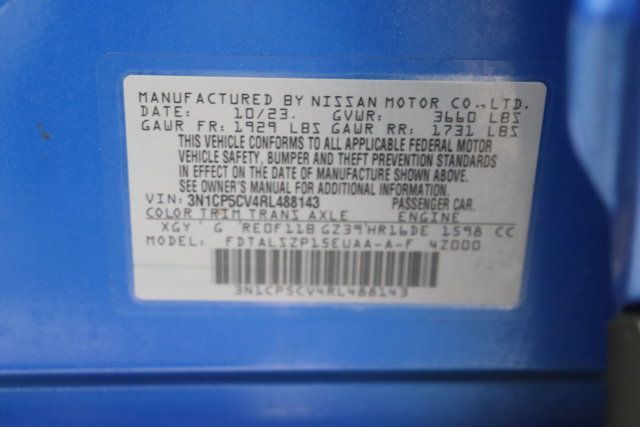 MANUFACTURED BY NISSAN MOTOR CO.,LTD.
DATE: 10/23. GVWR: 3660 LBS
GAWR FR: 1929 LBS GAWR RR: 1731 LBS
THIS VEHICLE CONFORMS TO ALL APPLICABLE FEDERAL MOTOR
VEHICLE SAFETY, BUMPER AND THEFT PREVENTION STANDARDS
IN EFFECT ON THE DATE OF MANUFACTURE SHOWN ABOVE.
SEE OWNER'S MANUAL FOR ADDITIONAL INFORMATION.
VIN: 3N1CP5CV4RL488143 PASSENGER CAR.
COLOR TRIM TRANS AXLE ENGINE
XGY G RE0F11B GZ39 HR16DE 1598 CC
MODEL: FDTALSZP15EUAA-A-F 4Z000
3N1CP5CV4RL488143